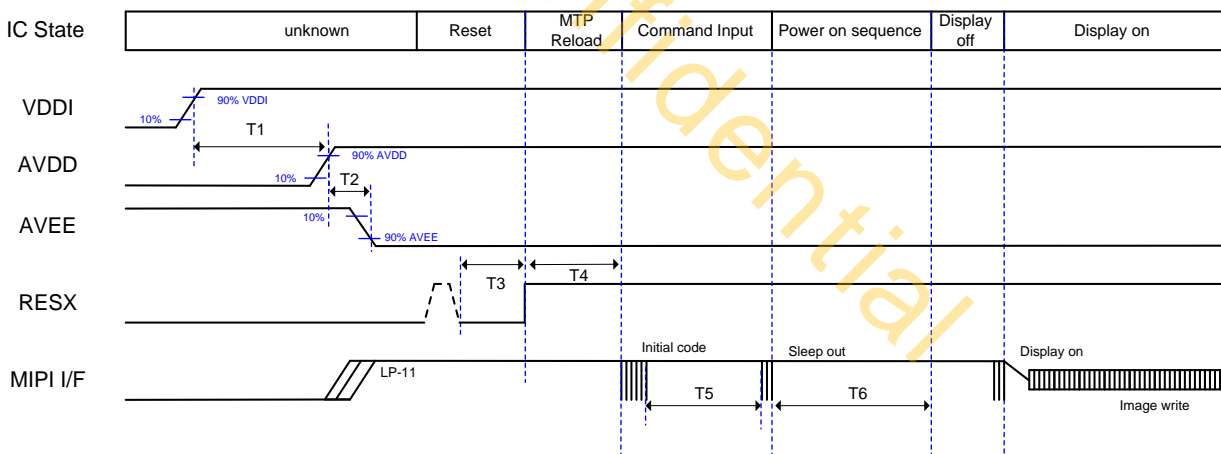 IC State
unknown
Reset
MTP
Reload
Command Input
Power on sequence
Display
off
Display on
VDDI
10%
90% VDDI
T1
AVDD
10%
90% AVDD
T2
AVEE
10%
90% AVEE
T3
T4
RESX
MIPI I/F
LP-11
Initial code
T5
Sleep out
T6
Display on
Image write
fidential